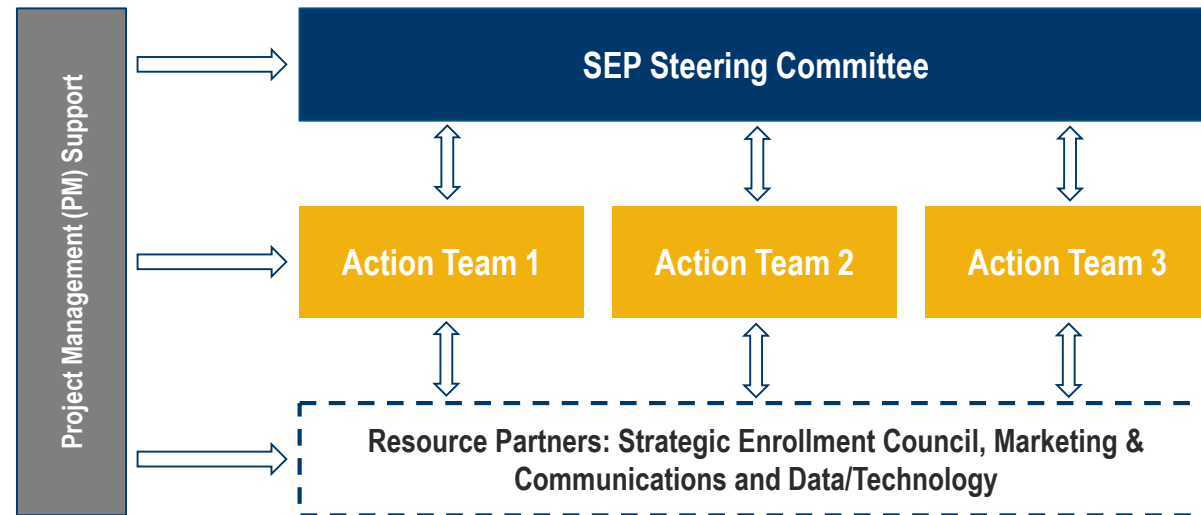 Project Management (PM) Support
SEP Steering Committee
Action Team 1
Action Team 2
Action Team 3
Resource Partners: Strategic Enrollment Council, Marketing &
Communications and Data/Technology